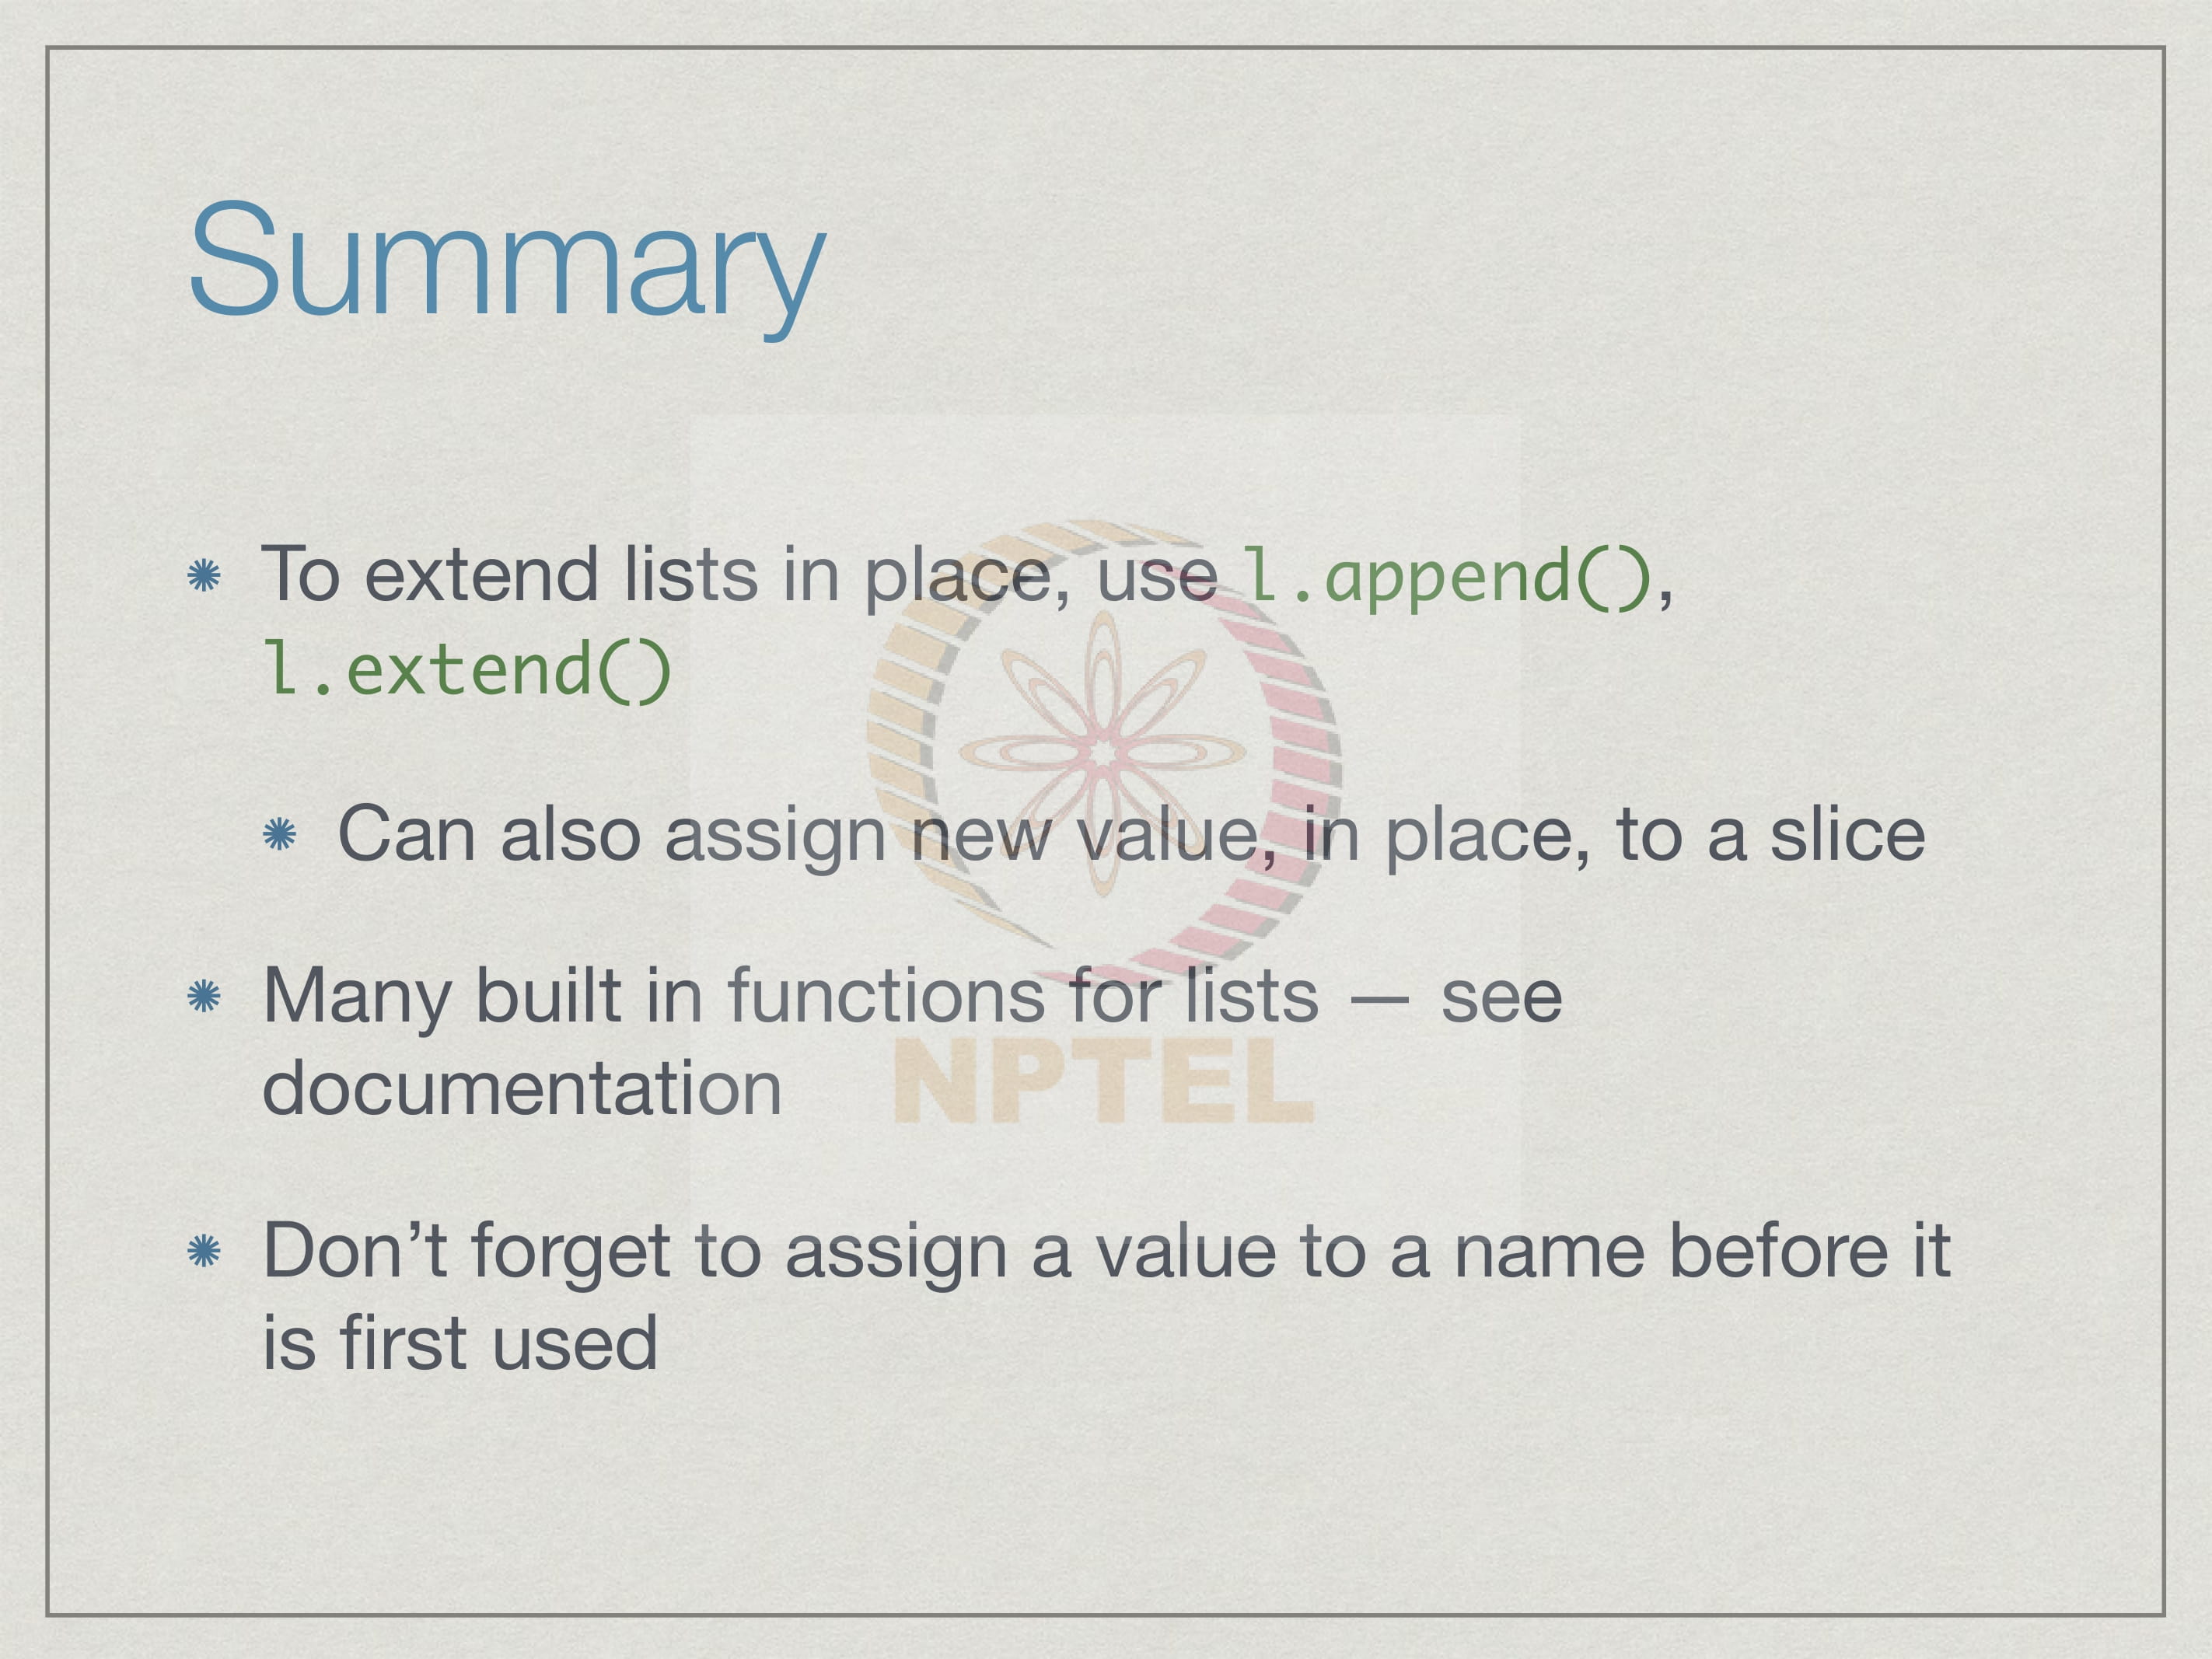 Summary
To extend lists in place, use l.append(),
l.extend()
Can also assign new value, in place, to a slice
Many built in functions for lists — see
documentation
NPTEL
Don’t forget to assign a value to a name before it
is first used